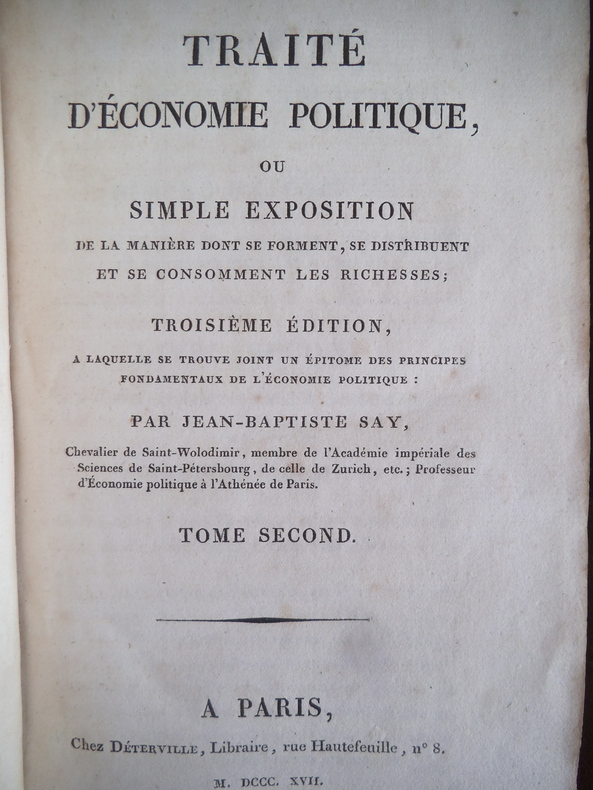 TRAITÉ
D'ÉCONOMIE POLITIQUE,
OU
SIMPLE EXPOSITION
DE LA MANIÈRE DONT SE FORMENT, SE DISTRIBUENT
ET SE CONSOMMENT LES RICHESSES;
TROISIÈME ÉDITION,
A LAQUELLE SE TROUVE JOINT UN ÉPITOME DES PRINCIPES
FONDAMENTAUX DE L'ÉCONOMIE POLITIQUE :
PAR JEAN-BAPTISTE SAY,
Chevalier de Saint-Wolodimir, membre de l'Académie impériale des
Sciences de Saint-Pétersbourg, de celle de Zurich, etc.; Professeur
d'Économie politique à l'Athénée de Paris.
TOME SECOND.
A PARIS,
Chez DÉTERVILLE, Libraire, rue Hautefeuille, n° 8.
M. DCCC. XVII.